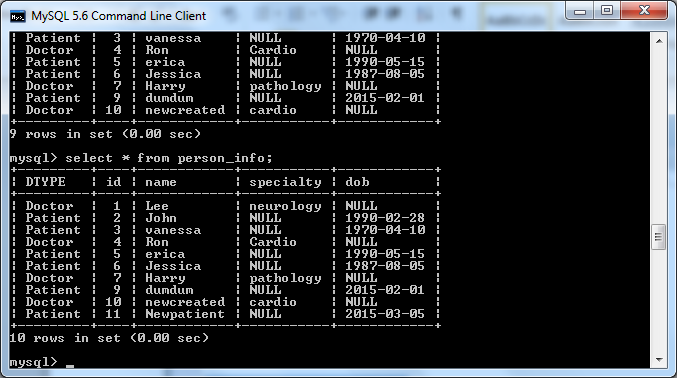 MySQL 5.6 Command Line Client
| Patient | 3 | vanessa | NULL | 1970-04-10 |
| Doctor | 4 | Ron | Cardio | NULL |
| Patient | 5 | erica | NULL | 1990-05-15 |
| Patient | 6 | Jessica | NULL | 1987-08-05 |
| Doctor | 7 | Harry | pathology | NULL |
| Patient | 9 | dumdum | NULL | 2015-02-01 |
| Doctor | 10 | newcreated | cardio | NULL |
+---------+----+------------+-----------+------------+
9 rows in set (0.00 sec)
mysql> select * from person_info;
+---------+----+------------+-----------+------------+
| DTYPE | id | name | specialty | dob |
+---------+----+------------+-----------+------------+
| Doctor | 1 | Lee | neurology | NULL |
| Patient | 2 | John | NULL | 1990-02-28 |
| Patient | 3 | vanessa | NULL | 1970-04-10 |
| Doctor | 4 | Ron | Cardio | NULL |
| Patient | 5 | erica | NULL | 1990-05-15 |
| Patient | 6 | Jessica | NULL | 1987-08-05 |
| Doctor | 7 | Harry | pathology | NULL |
| Patient | 9 | dumdum | NULL | 2015-02-01 |
| Doctor | 10 | newcreated | cardio | NULL |
| Patient | 11 | Newpatient | NULL | 2015-03-05 |
+---------+----+------------+-----------+------------+
10 rows in set (0.00 sec)
mysql> _